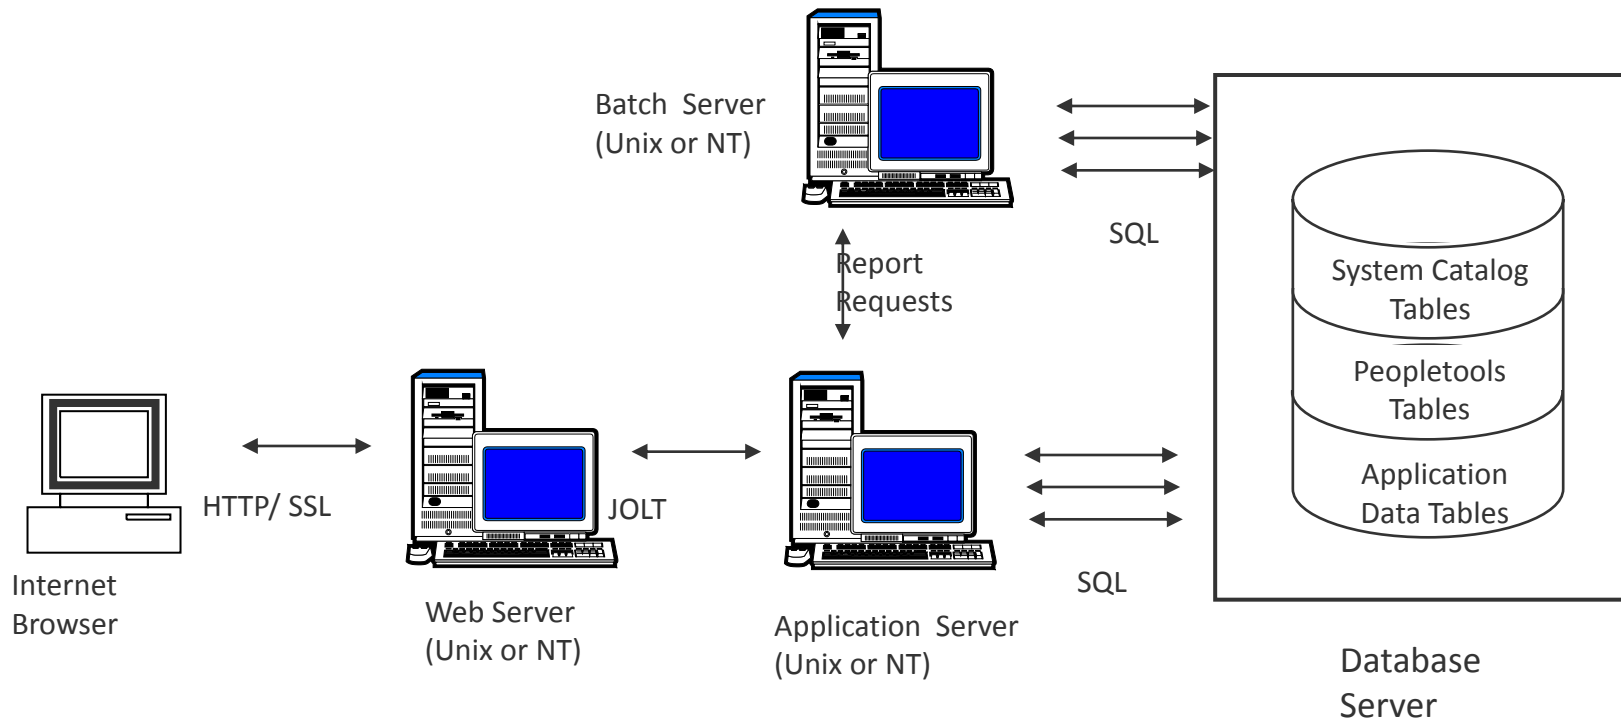 Batch Server
(Unix or NT)
SQL
Report
Requests
System Catalog
Tables
Peopletools
Tables
Application
Data Tables
HTTP/ SSL
JOLT
SQL
Internet
Browser
Web Server
(Unix or NT)
Application Server
(Unix or NT)
Database
Server